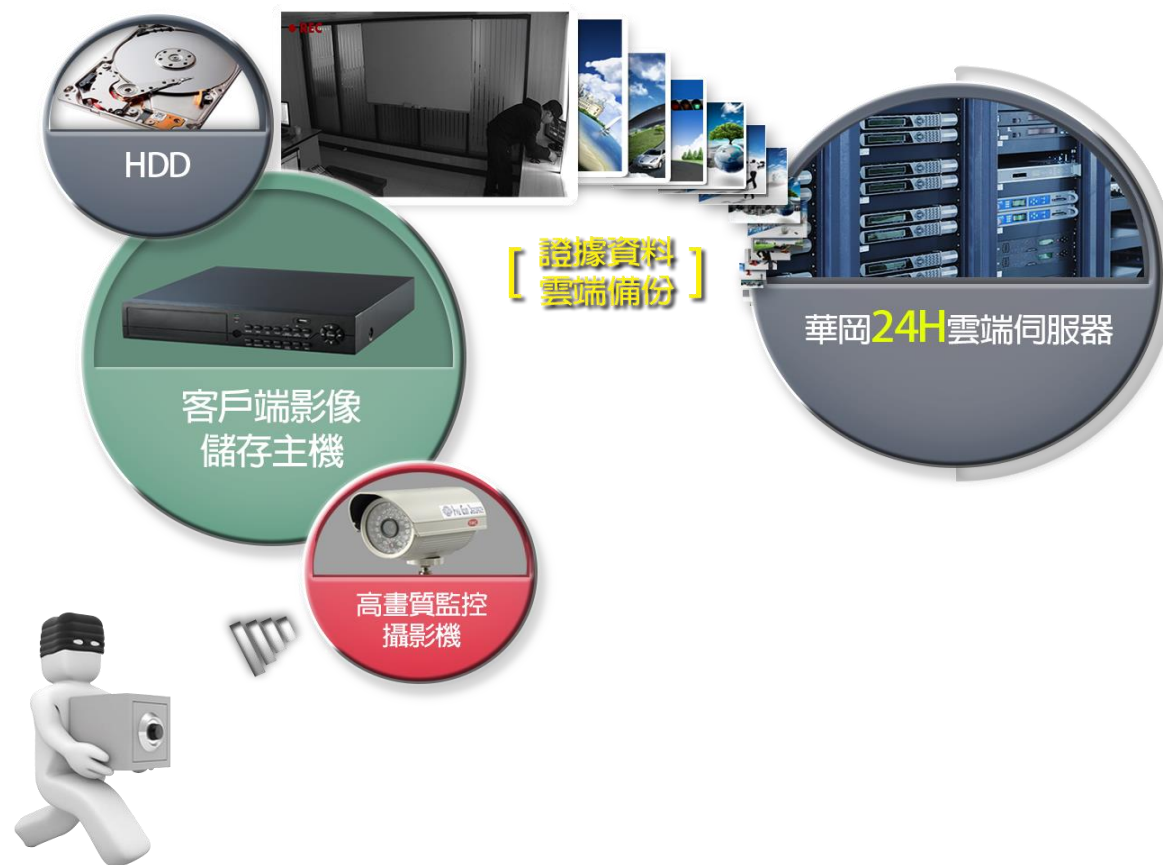 REC
HDD
[ 證據資料
雲端備份 ]
華岡24H雲端伺服器
客戶端影像
儲存主機
高畫質監控
攝影機